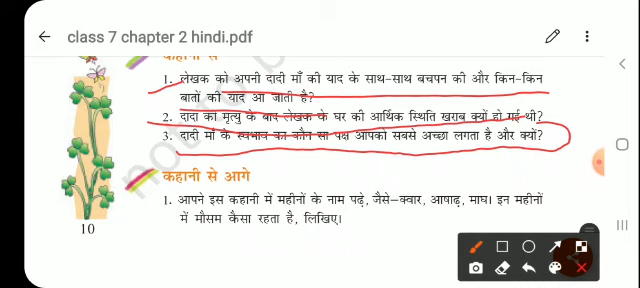 class 7 chapter 2 hindi.pdf
कहानी से
1. लेखक को अपनी दादी माँ की याद के साथ-साथ बचपन की और किन-किन
बातों की याद आ जाती है?
2. दादा की मृत्यु के बाद लेखक के घर की आर्थिक स्थिति खराब क्यों हो गई थी?
3. दादी माँ के स्वभाव का कौन सा पक्ष आपको सबसे अच्छा लगता है और क्यों?
कहानी से आगे
1. आपने इस कहानी में महीनों के नाम पढ़े, जैसे–क्वार, आषाढ़, माघ। इन महीनों
में मौसम कैसा रहता है, लिखिए।
10